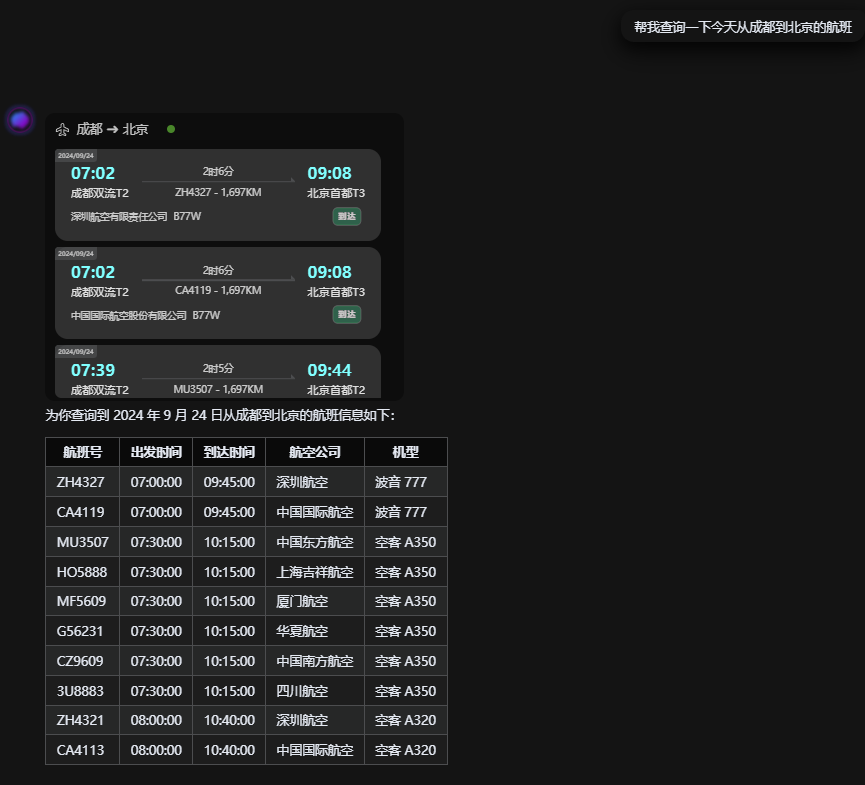 帮我查询一下今天从成都到北京的航班
成都 ➔ 北京
2024/09/24
07:02 2时6分 09:08
成都双流T2 ZH4327 - 1,697KM 北京首都T3
深圳航空有限责任公司 B77W 到达
2024/09/24
07:02 2时6分 09:08
成都双流T2 CA4119 - 1,697KM 北京首都T3
中国国际航空股份有限公司 B77W 到达
2024/09/24
07:39 2时5分 09:44
成都双流T2 MU3507 - 1,697KM 北京首都T2
为你查询到 2024 年 9 月 24 日从成都到北京的航班信息如下：
航班号 出发时间 到达时间 航空公司 机型
ZH4327 07:00:00 09:45:00 深圳航空 波音 777
CA4119 07:00:00 09:45:00 中国国际航空 波音 777
MU3507 07:30:00 10:15:00 中国东方航空 空客 A350
HO5888 07:30:00 10:15:00 上海吉祥航空 空客 A350
MF5609 07:30:00 10:15:00 厦门航空 空客 A350
G56231 07:30:00 10:15:00 华夏航空 空客 A350
CZ9609 07:30:00 10:15:00 中国南方航空 空客 A350
3U8883 07:30:00 10:15:00 四川航空 空客 A350
ZH4321 08:00:00 10:40:00 深圳航空 空客 A320
CA4113 08:00:00 10:40:00 中国国际航空 空客 A320